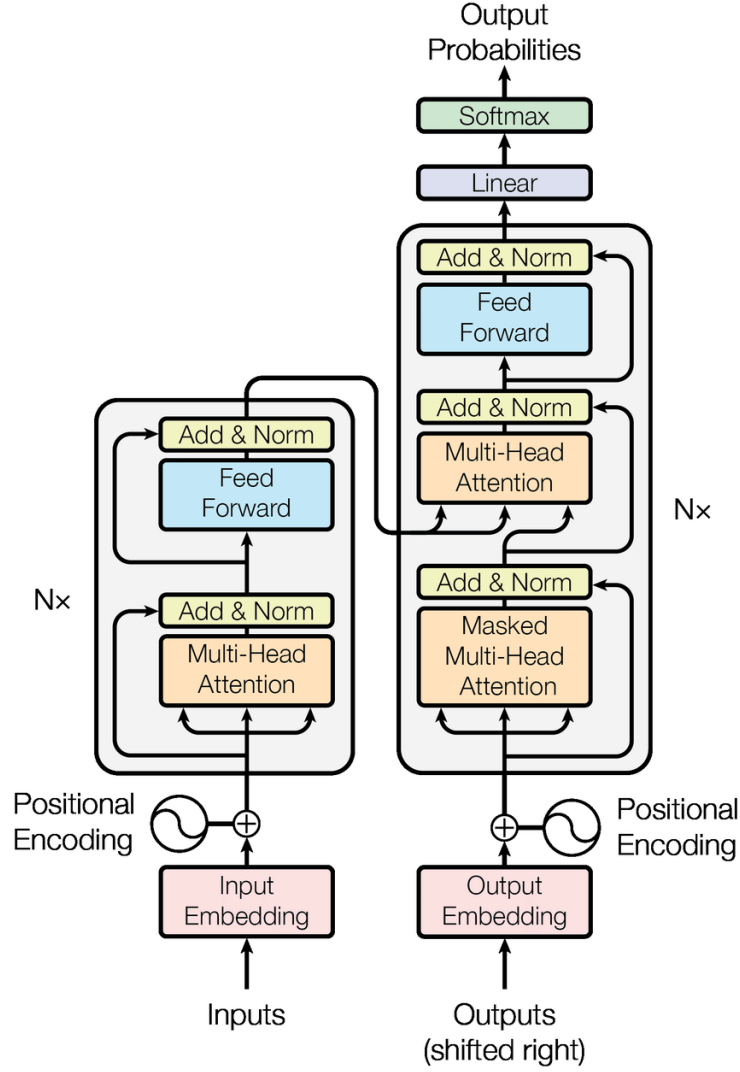 Output
Probabilities
Softmax
Linear
Add & Norm
Feed
Forward
Add & Norm
Multi-Head
Attention
Add & Norm
Masked
Multi-Head
Attention
Nx
Add & Norm
Feed
Forward
Add & Norm
Multi-Head
Attention
Nx
Positional
Encoding
Positional
Encoding
Input
Embedding
Output
Embedding
Inputs
Outputs
(shifted right)